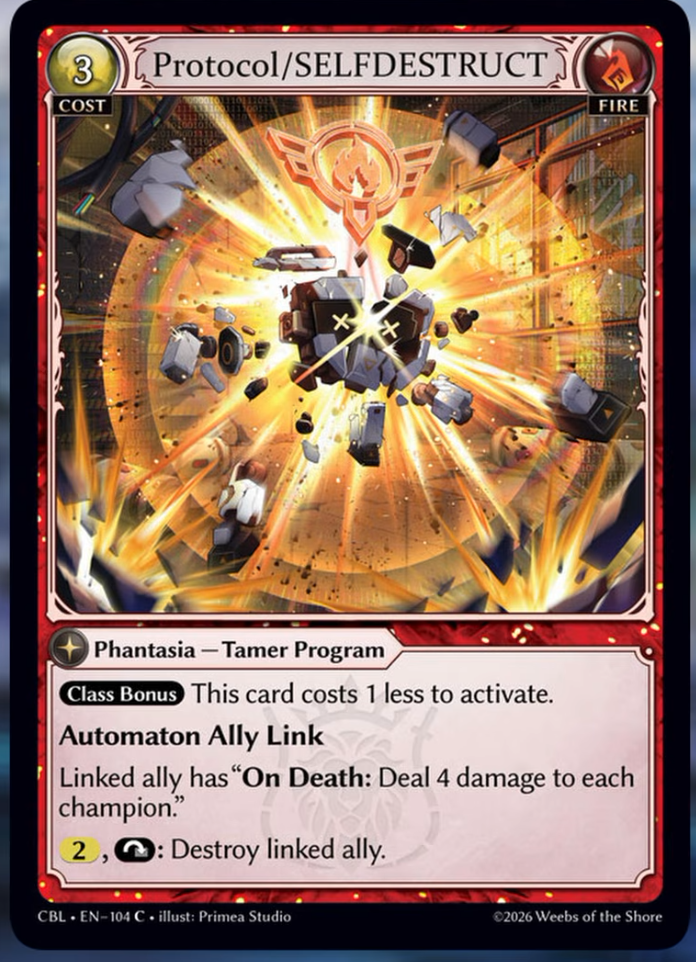 3
Protocol/SELFDESTRUCT
COST
FIRE
Phantasia — Tamer Program
Class Bonus This card costs 1 less to activate.
Automaton Ally Link
Linked ally has “On Death: Deal 4 damage to each
champion.”
2, : Destroy linked ally.
CBL • EN–104 C • illust: Primea Studio
©2026 Weebs of the Shore